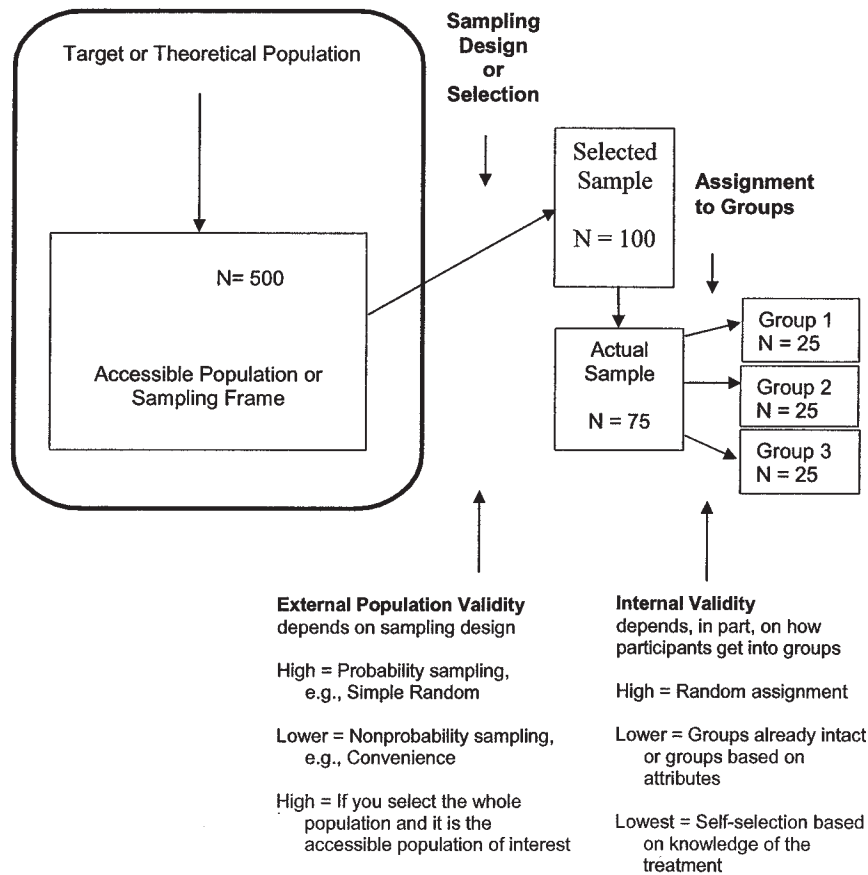 Target or Theoretical Population
N= 500
Accessible Population or
Sampling Frame
Sampling
Design
or
Selection
Selected
Sample
N = 100
Actual
Sample
N = 75
Assignment
to Groups
Group 1
N = 25
Group 2
N = 25
Group 3
N = 25
External Population Validity
depends on sampling design
High = Probability sampling,
e.g., Simple Random
Lower = Nonprobability sampling,
e.g., Convenience
High = If you select the whole
population and it is the
accessible population of interest
Internal Validity
depends, in part, on how
participants get into groups
High = Random assignment
Lower = Groups already intact
or groups based on
attributes
Lowest = Self-selection based
on knowledge of the
treatment